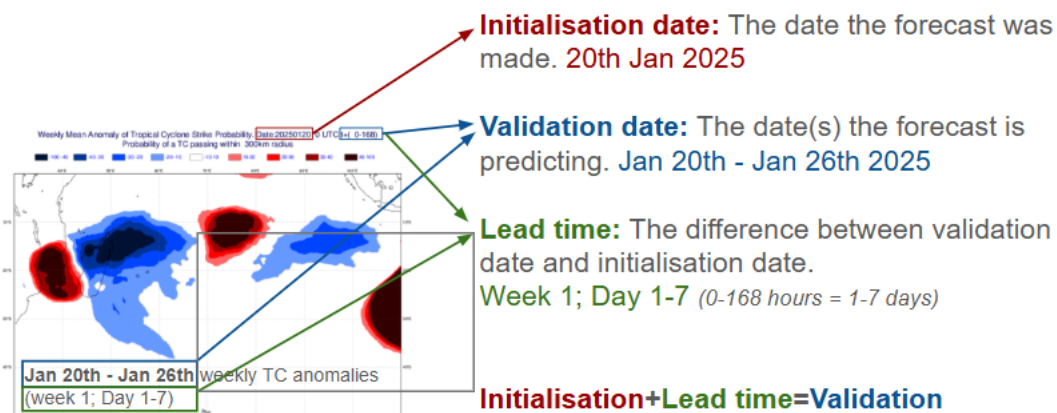 Initialisation date: The date the forecast was
made. 20th Jan 2025
Weekly Mean Anomaly of Tropical Cyclone Strike Probability. Date:20250120 0 UTC t+( 0-168)
Probability of a TC passing within 300km radius
Validation date: The date(s) the forecast is
predicting. Jan 20th - Jan 26th 2025
Lead time: The difference between validation
date and initialisation date.
Week 1; Day 1-7 (0-168 hours = 1-7 days)
Jan 20th - Jan 26th weekly TC anomalies
(week 1; Day 1-7)
Initialisation+Lead time=Validation